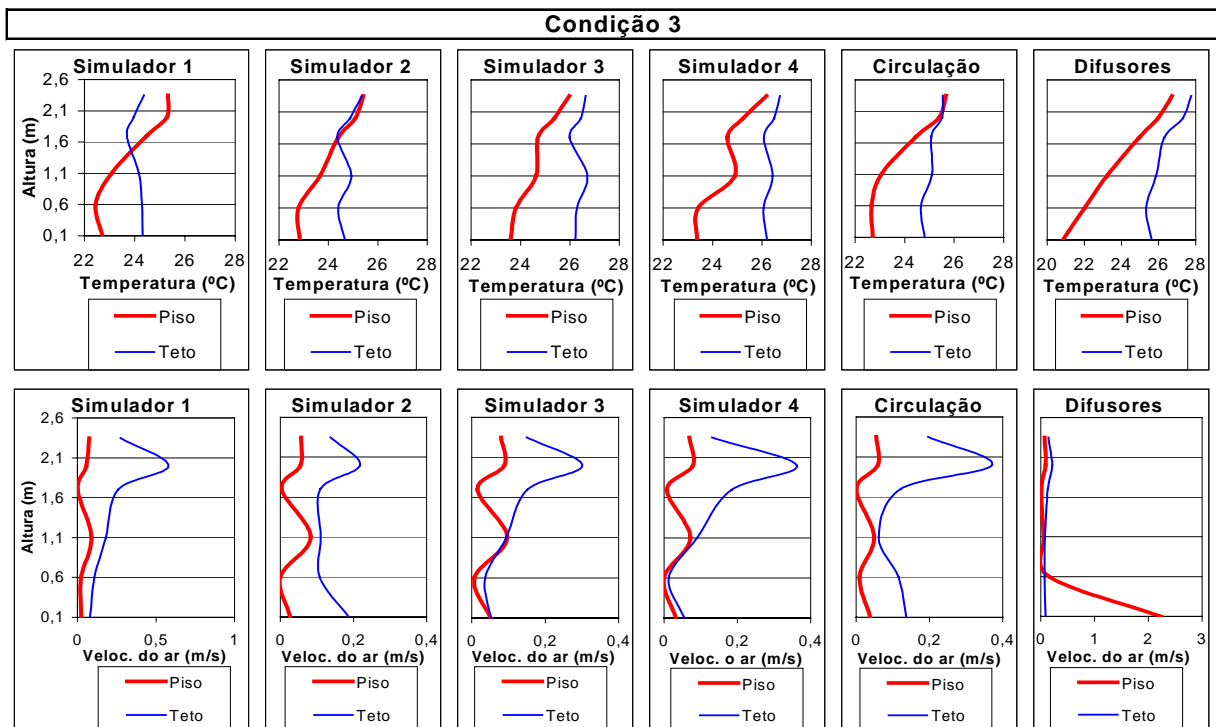 Condição 3
Simulador 1 Simulador 2 Simulador 3 Simulador 4 Circulação Difusores
Altura (m)
2,6
2,1
1,6
1,1
0,6
0,1
22 24 26 28 22 24 26 28 22 24 26 28 22 24 26 28 22 24 26 28 20 22 24 26 28
Temperatura (ºC) Temperatura (ºC) Temperatura (ºC) Temperatura (ºC) Temperatura (ºC) Temperatura (ºC)
Piso Piso Piso Piso Piso Piso
Teto Teto Teto Teto Teto Teto
Simulador 1 Simulador 2 Simulador 3 Simulador 4 Circulação Difusores
Altura (m)
2,6
2,1
1,6
1,1
0,6
0,1
0 0,5 1 0 0,2 0,4 0 0,2 0,4 0 0,2 0,4 0 0,2 0,4 0 1 2 3
Veloc. do ar (m/s) Veloc. do ar (m/s) Veloc. do ar (m/s) Veloc. o ar (m/s) Veloc. do ar (m/s) Veloc. do ar (m/s)
Piso Piso Piso Piso Piso Piso
Teto Teto Teto Teto Teto Teto